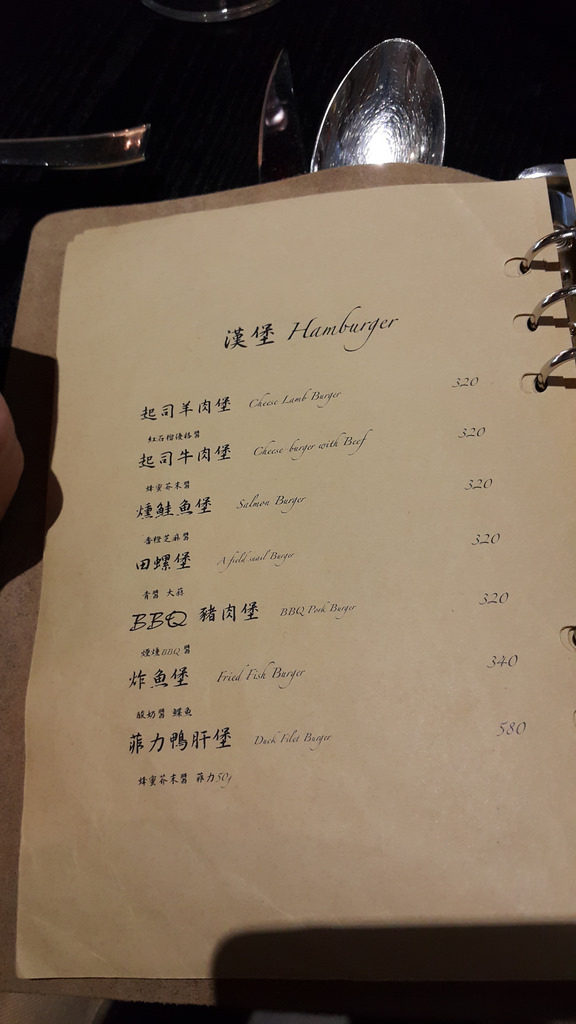 漢堡 Hamburger
起司羊肉堡 Cheese Lamb Burger 320
紅石榴優格醬
起司牛肉堡 Cheese burger with Beef 320
蜂蜜芥末醬
燻鮭魚堡 Salmon Burger 320
香橙芝麻醬
田螺堡 A field snail Burger 320
青醬 大蒜
BBQ 豬肉堡 BBQ Pork Burger 320
煙燻BBQ醬
炸魚堡 Fried Fish Burger 340
酸奶醬 鱈魚
菲力鴨肝堡 Duck Filet Burger 580
蜂蜜芥末醬 菲力50g